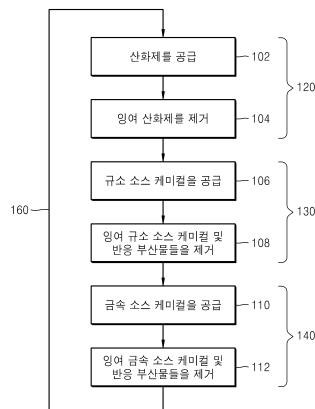 산화제를 공급
102
잉여 산화제를 제거
104
120
규소 소스 케미컬을 공급
106
잉여 규소 소스 케미컬 및
반응 부산물들을 제거
108
130
160
금속 소스 케미컬을 공급
110
잉여 금속 소스 케미컬 및
반응 부산물들을 제거
112
140